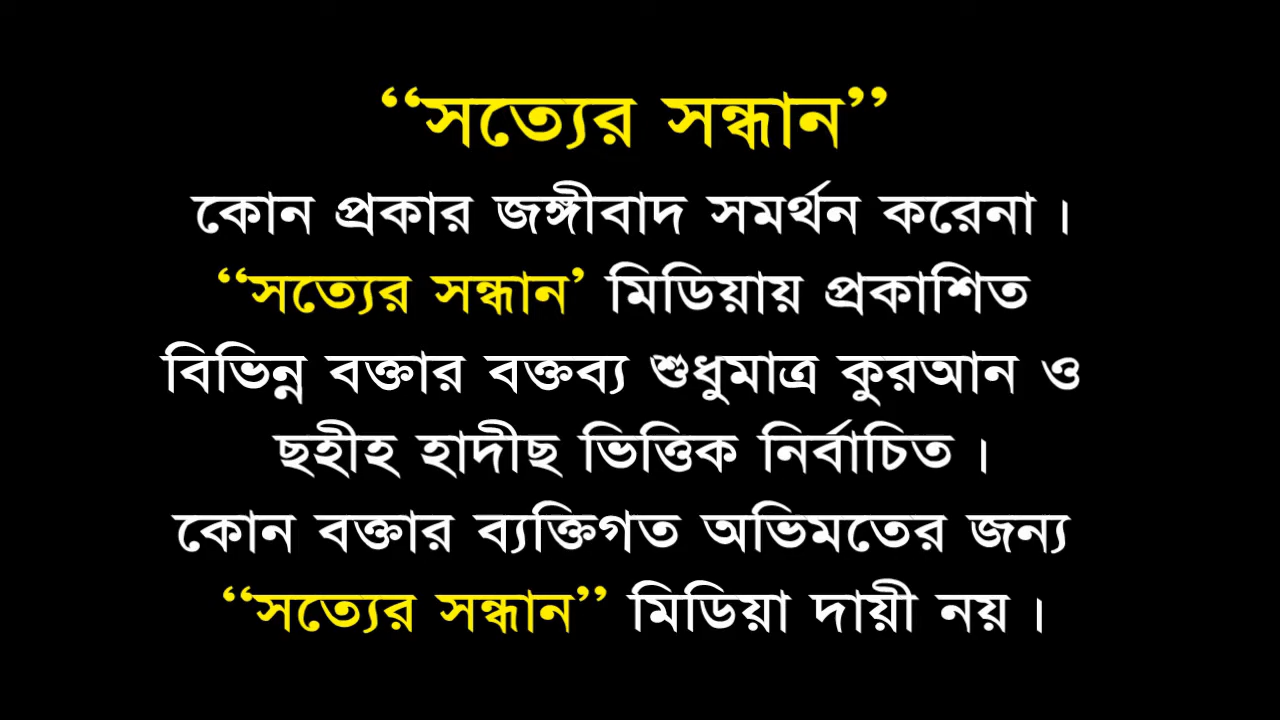 ‘‘সত্যের সন্ধান’’
কোন প্রকার জঙ্গীবাদ সমর্থন করেনা।
‘‘সত্যের সন্ধান’ মিডিয়ায় প্রকাশিত
বিভিন্ন বক্তার বক্তব্য শুধুমাত্র কুরআন ও
ছহীহ হাদীছ ভিত্তিক নির্বাচিত।
কোন বক্তার ব্যক্তিগত অভিমতের জন্য
‘‘সত্যের সন্ধান’’ মিডিয়া দায়ী নয়।